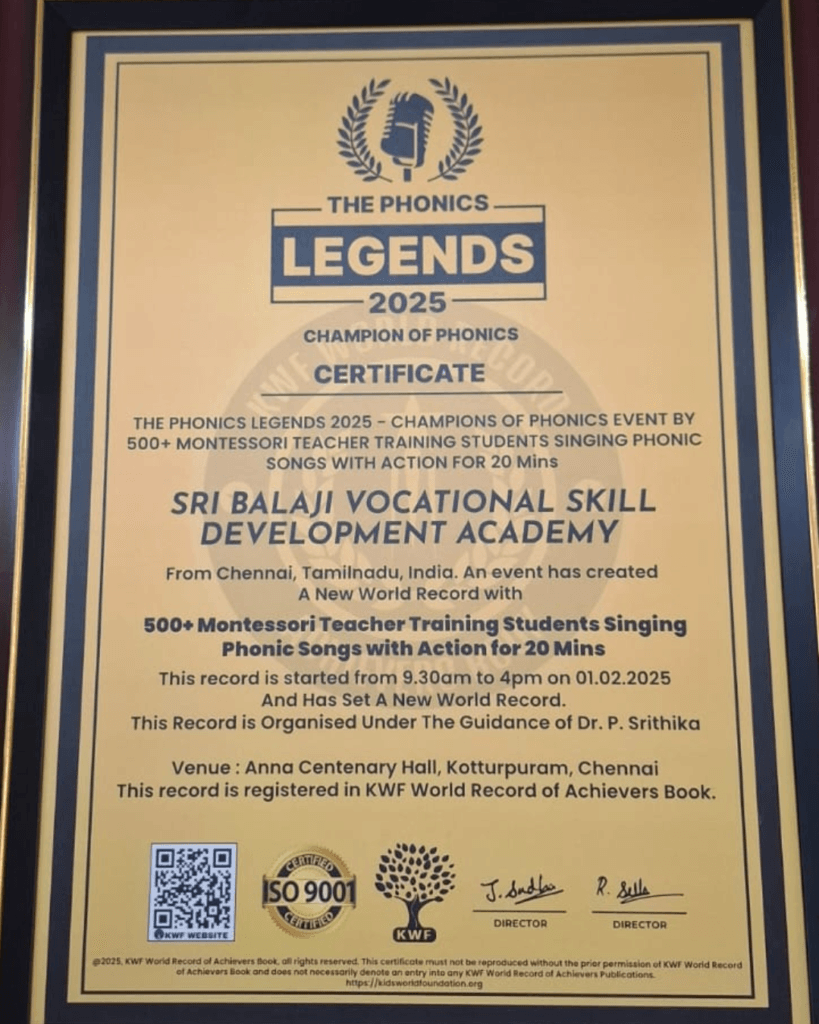 THE PHONICS
LEGENDS
2025
CHAMPION OF PHONICS
CERTIFICATE
THE PHONICS LEGENDS 2025 - CHAMPIONS OF PHONICS EVENT BY
500+ MONTESSORI TEACHER TRAINING STUDENTS SINGING PHONIC
SONGS WITH ACTION FOR 20 Mins
SRI BALAJI VOCATIONAL SKILL
DEVELOPMENT ACADEMY
From Chennai, Tamilnadu, India. An event has created
A New World Record with
500+ Montessori Teacher Training Students Singing
Phonic Songs with Action for 20 Mins
This record is started from 9.30am to 4pm on 01.02.2025
And Has Set A New World Record.
This Record is Organised Under The Guidance of Dr. P. Srithika
Venue : Anna Centenary Hall, Kotturpuram, Chennai
This record is registered in KWF World Record of Achievers Book.
KWF WEBSITE
CERTIFIED
ISO 9001
CERTIFIED
KWF
DIRECTOR
DIRECTOR
@2025, KWF World Record of Achievers Book, all rights reserved. This certificate must not be reproduced without the prior permission of KWF World Record
of Achievers Book and does not necessarily denote an entry into any KWF World Record of Achievers Publications.
https://kidsworldfoundation.org